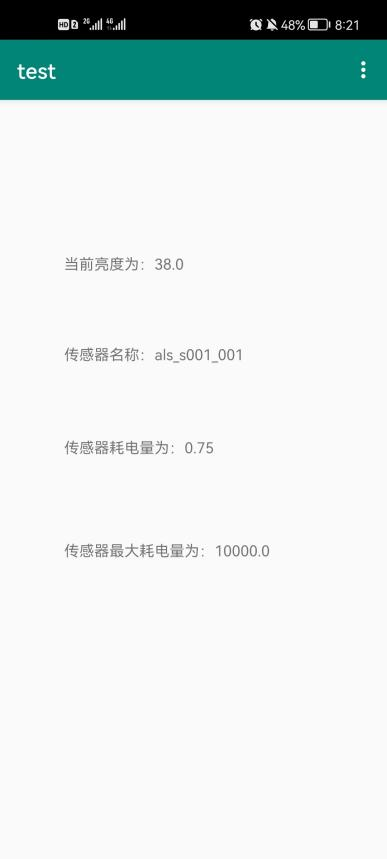 HD 2 2G 4G 48% 8:21
test
当前亮度为：38.0
传感器名称：als_s001_001
传感器耗电量为：0.75
传感器最大耗电量为：10000.0